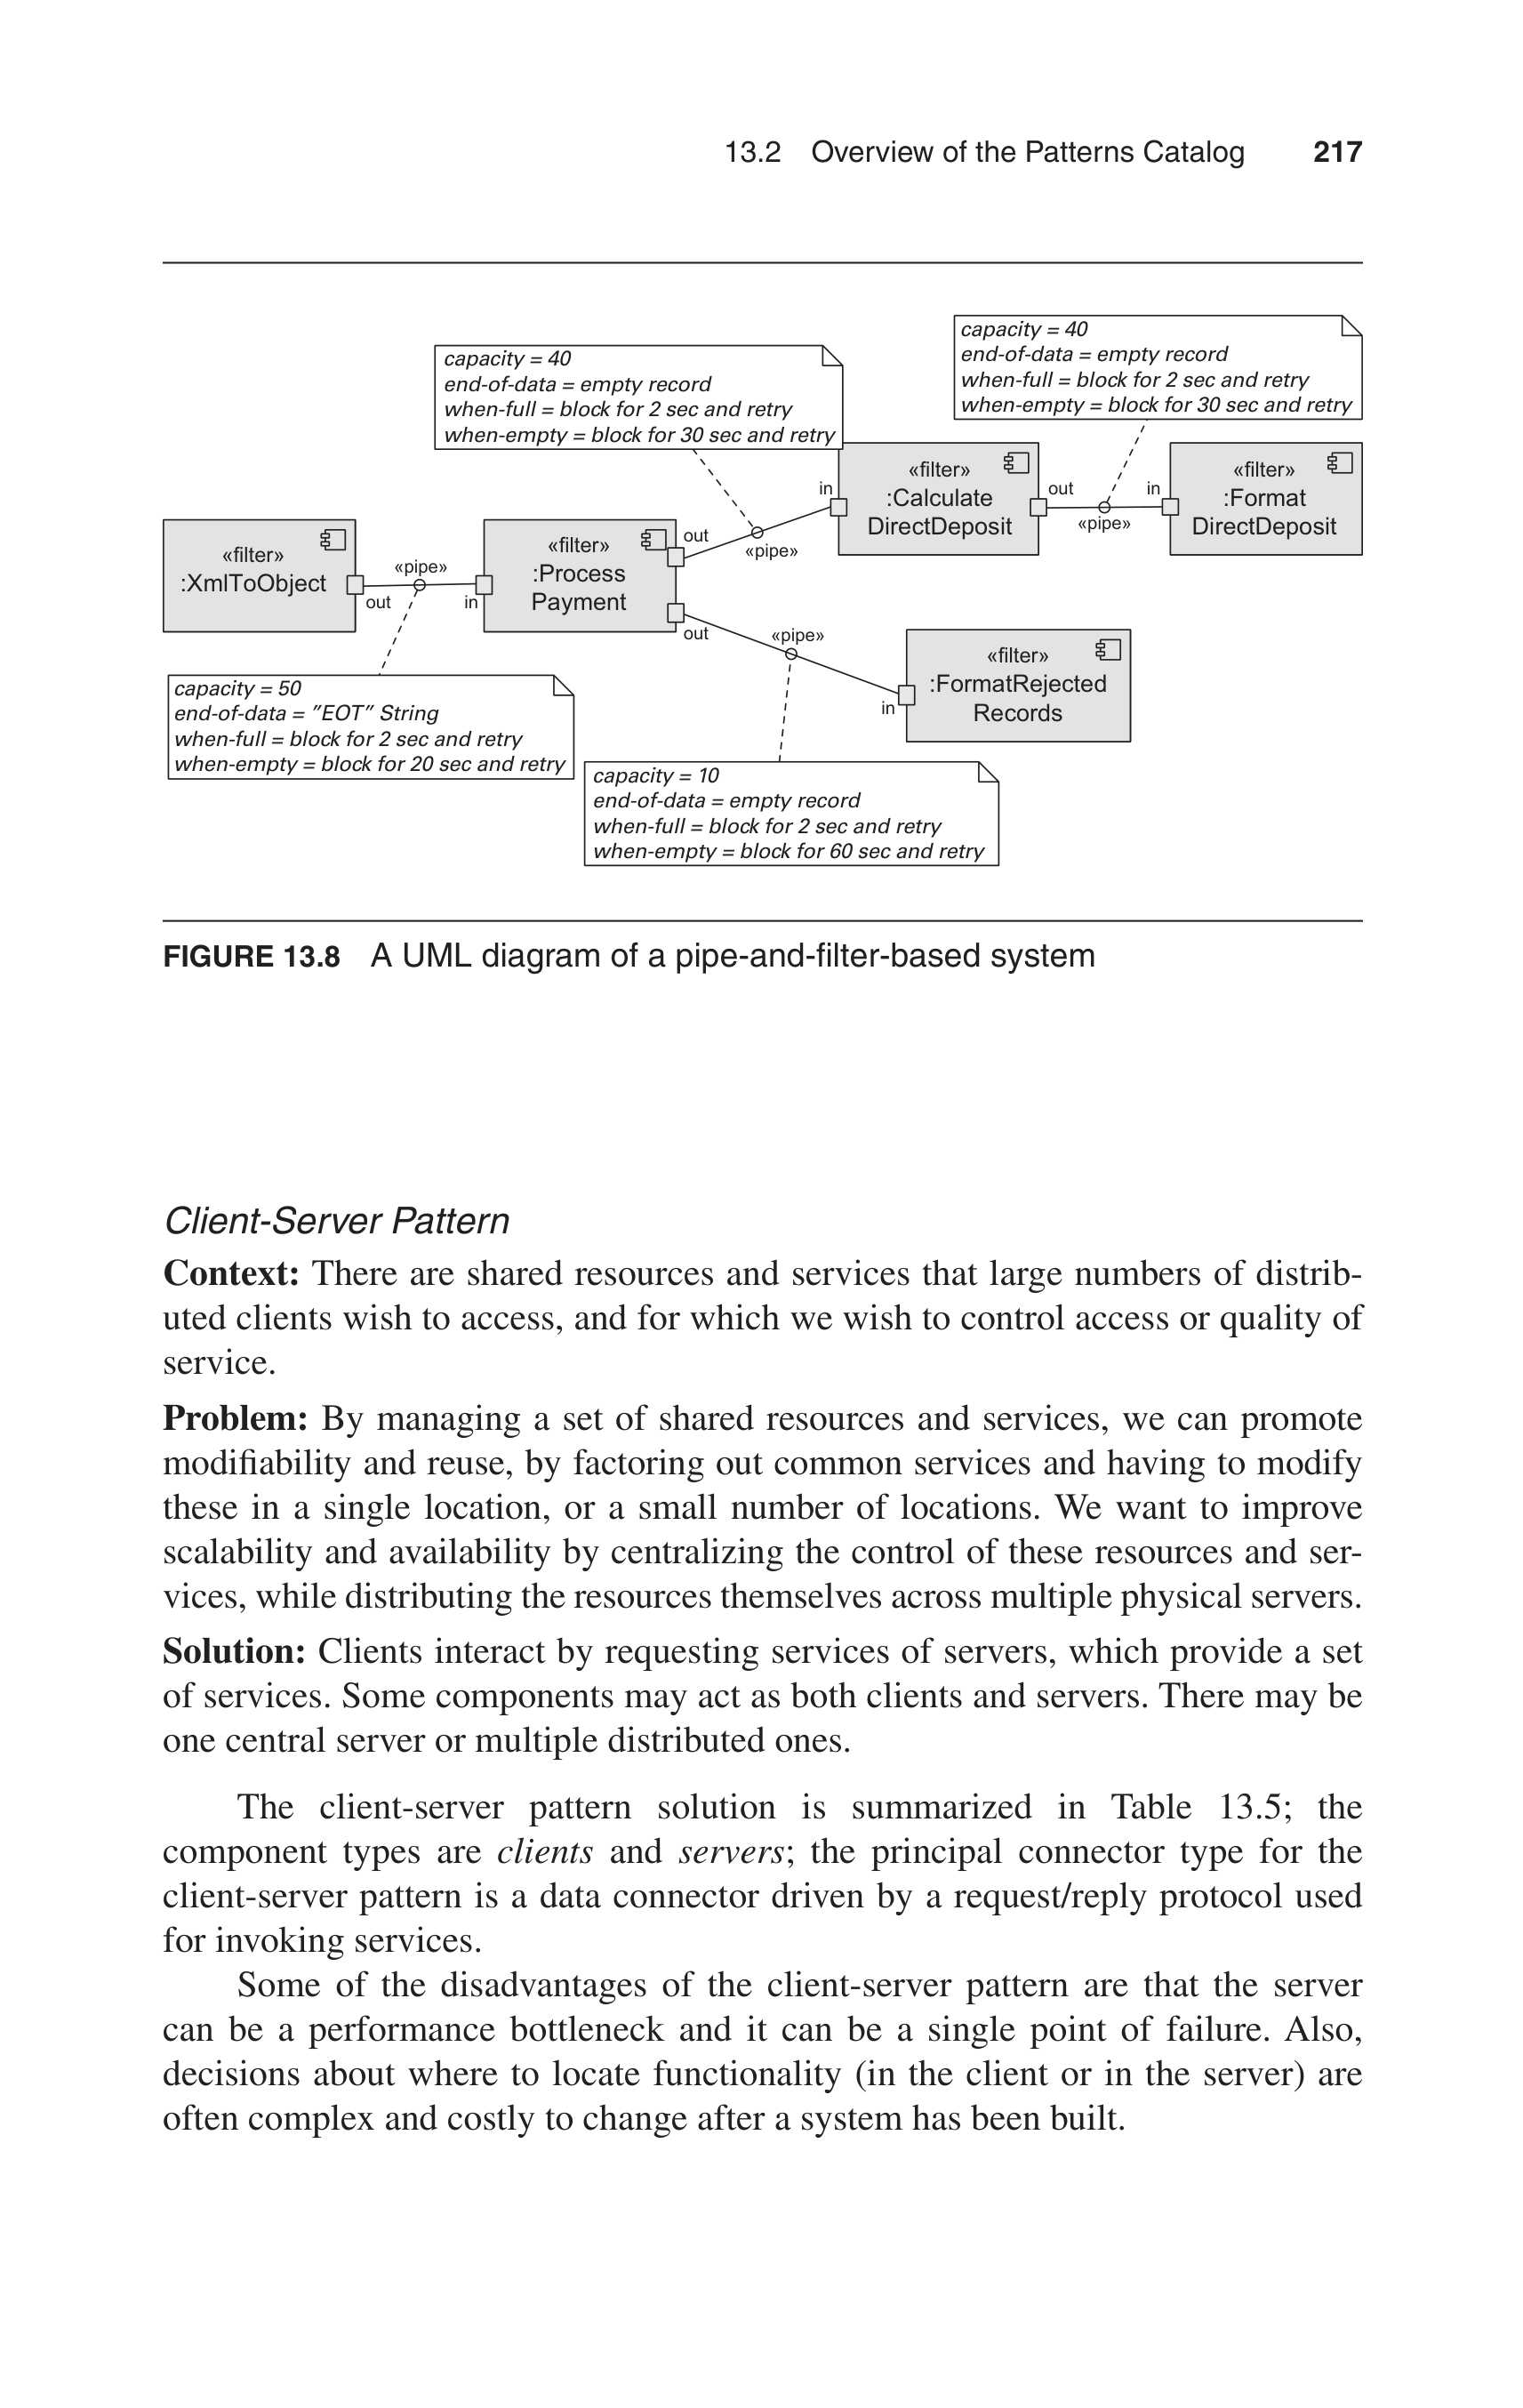 13.2 Overview of the Patterns Catalog 217
capacity = 40
end-of-data = empty record
when-full = block for 2 sec and retry
when-empty = block for 30 sec and retry
capacity = 40
end-of-data = empty record
when-full = block for 2 sec and retry
when-empty = block for 30 sec and retry
«filter»
:XmlToObject
out
«pipe»
in
«filter»
:Process
Payment
out
out
«pipe»
in
«filter»
:Calculate
DirectDeposit
out
«pipe»
in
«filter»
:Format
DirectDeposit
«pipe»
in
«filter»
:FormatRejected
Records
capacity = 50
end-of-data = ”EOT” String
when-full = block for 2 sec and retry
when-empty = block for 20 sec and retry
capacity = 10
end-of-data = empty record
when-full = block for 2 sec and retry
when-empty = block for 60 sec and retry
FIGURE 13.8 A UML diagram of a pipe-and-filter-based system
Client-Server Pattern
Context: There are shared resources and services that large numbers of distrib-
uted clients wish to access, and for which we wish to control access or quality of
service.
Problem: By managing a set of shared resources and services, we can promote
modifiability and reuse, by factoring out common services and having to modify
these in a single location, or a small number of locations. We want to improve
scalability and availability by centralizing the control of these resources and ser-
vices, while distributing the resources themselves across multiple physical servers.
Solution: Clients interact by requesting services of servers, which provide a set
of services. Some components may act as both clients and servers. There may be
one central server or multiple distributed ones.
The client-server pattern solution is summarized in Table 13.5; the
component types are clients and servers; the principal connector type for the
client-server pattern is a data connector driven by a request/reply protocol used
for invoking services.
Some of the disadvantages of the client-server pattern are that the server
can be a performance bottleneck and it can be a single point of failure. Also,
decisions about where to locate functionality (in the client or in the server) are
often complex and costly to change after a system has been built.